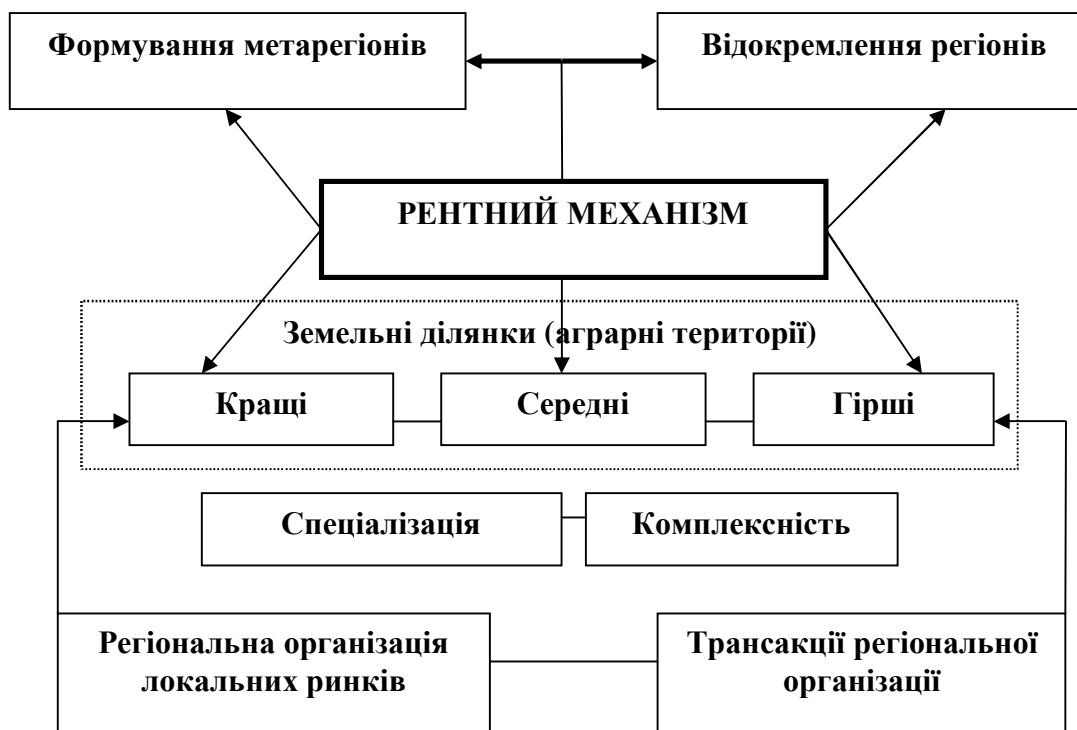 Формування метарегіонів
Відокремлення регіонів
РЕНТНИЙ МЕХАНІЗМ
Земельні ділянки (аграрні території)
Кращі
Середні
Гірші
Спеціалізація
Комплексність
Регіональна організація
локальних ринків
Трансакції регіональної
організації